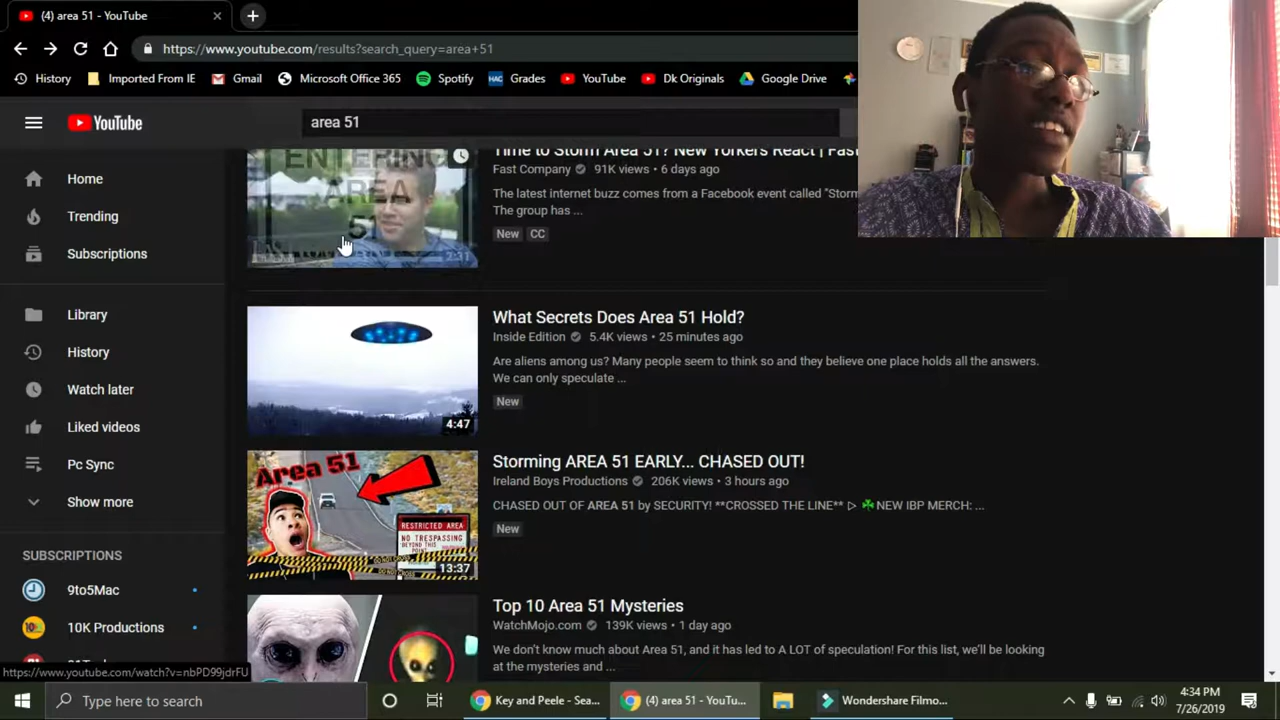 (4) area 51 - YouTube
https://www.youtube.com/results?search_query=area+51
History Imported From IE Gmail Microsoft Office 365 Spotify HAC Grades YouTube Dk Originals Google Drive
YouTube
area 51
Home
Trending
Subscriptions
Library
History
Watch later
Liked videos
Pc Sync
Show more
SUBSCRIPTIONS
9to5Mac
10K Productions
https://www.youtube.com/watch?v=nbPD99jdrFU
ENTERING
AREA
5
2:31
Time to Storm Area 51? New Yorkers React | Fast
Fast Company 91K views • 6 days ago
The latest internet buzz comes from a Facebook event called "Storm
The group has ...
New CC
4:47
What Secrets Does Area 51 Hold?
Inside Edition 5.4K views • 25 minutes ago
Are aliens among us? Many people seem to think so and they believe one place holds all the answers.
We can only speculate ...
New
Area 51
RESTRICTED AREA
NO TRESPASSING
BEYOND THIS
POINT
13:37
Storming AREA 51 EARLY... CHASED OUT!
Ireland Boys Productions 206K views • 3 hours ago
CHASED OUT OF AREA 51 by SECURITY! **CROSSED THE LINE** ▷ ☘NEW IBP MERCH: ...
New
Top 10 Area 51 Mysteries
WatchMojo.com 139K views • 1 day ago
We don't know much about Area 51, and it has led to A LOT of speculation! For this list, we'll be looking
at the mysteries and ...
Type here to search
Key and Peele - Sea...
(4) area 51 - YouTu...
Wondershare Filmo...
4:34 PM
7/26/2019